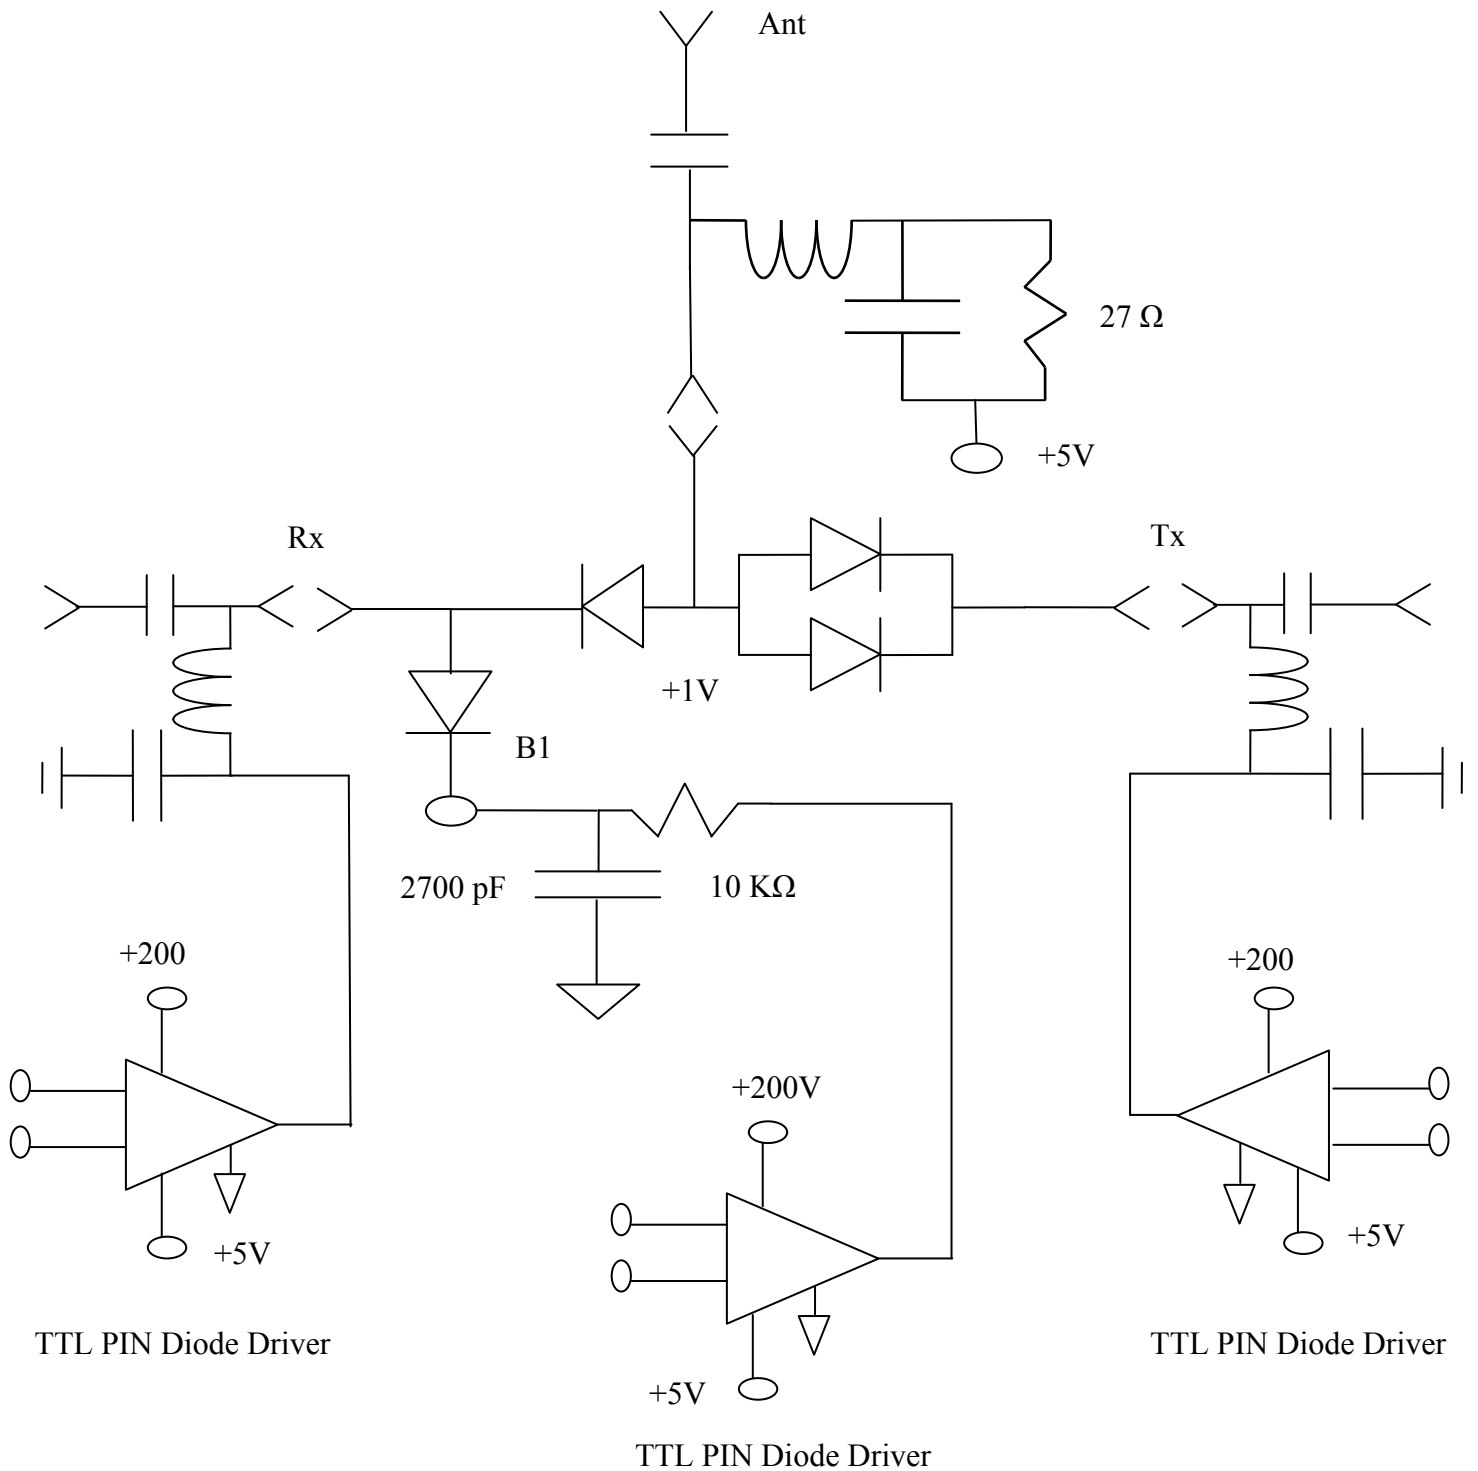 Ant
27 Ω
+5V
Rx
Tx
+1V
B1
2700 pF
10 KΩ
+200
+200
+200V
+5V
+5V
TTL PIN Diode Driver
TTL PIN Diode Driver
+5V
TTL PIN Diode Driver